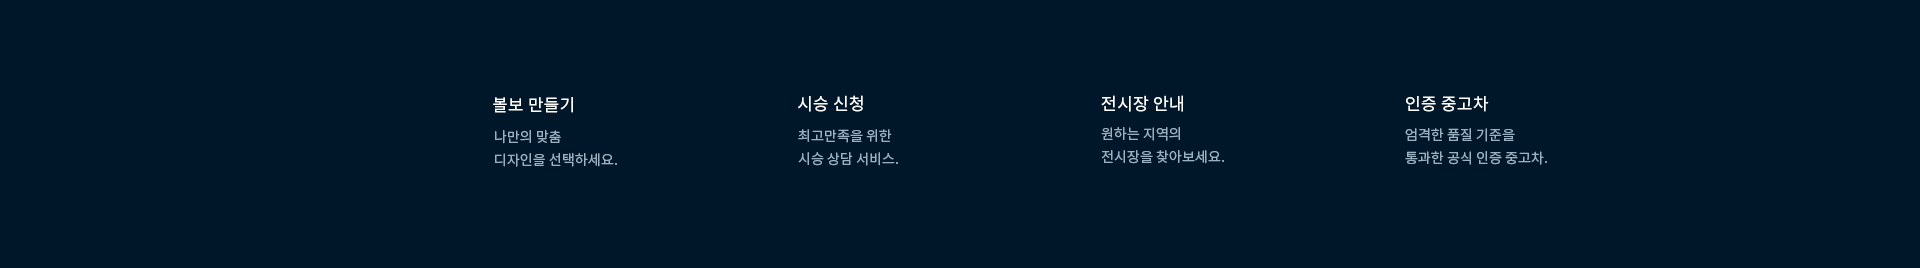 볼보 만들기
나만의 맞춤
디자인을 선택하세요.
시승 신청
최고만족을 위한
시승 상담 서비스.
전시장 안내
원하는 지역의
전시장을 찾아보세요.
인증 중고차
엄격한 품질 기준을
통과한 공식 인증 중고차.